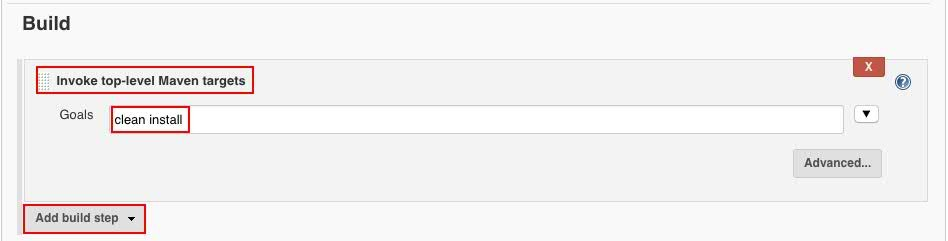 Build
Invoke top-level Maven targets
X
?
Goals
clean install
▼
Advanced...
Add build step